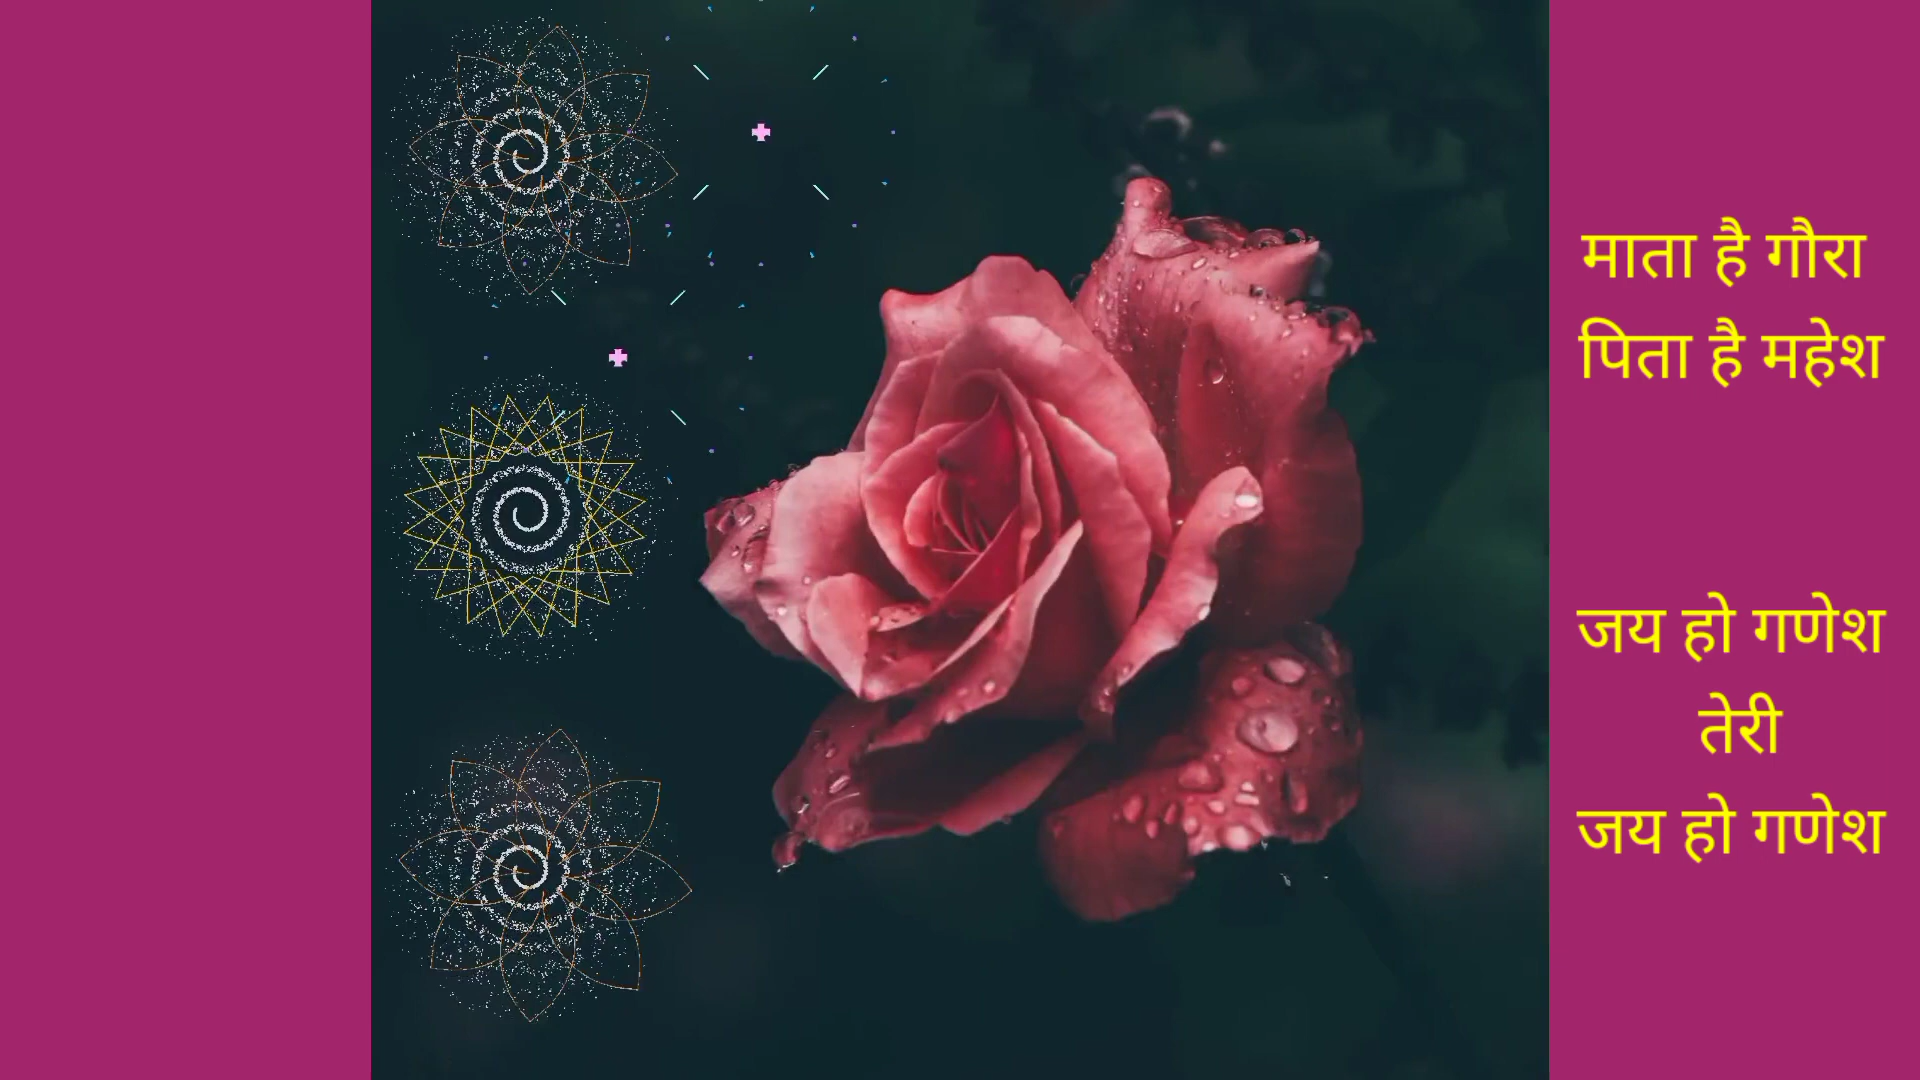 माता है गौरा
पिता है महेश
जय हो गणेश
तेरी
जय हो गणेश